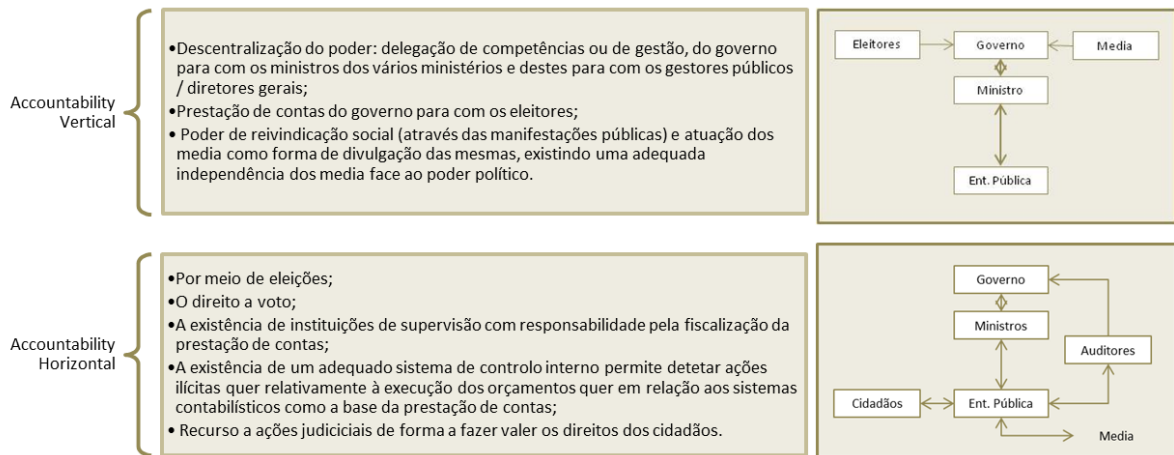 Accountability
Vertical
•Descentralização do poder: delegação de competências ou de gestão, do governo
para com os ministros dos vários ministérios e destes para com os gestores públicos
/ diretores gerais;
•Prestação de contas do governo para com os eleitores;
• Poder de reivindicação social (através das manifestações públicas) e atuação dos
media como forma de divulgação das mesmas, existindo uma adequada
independência dos media face ao poder político.
Eleitores
Governo
Media
Ministro
Ent. Pública
Accountability
Horizontal
•Por meio de eleições;
•O direito a voto;
•A existência de instituições de supervisão com responsabilidade pela fiscalização da
prestação de contas;
•A existência de um adequado sistema de controlo interno permite detetar ações
ilícitas quer relativamente à execução dos orçamentos quer em relação aos sistemas
contabilísticos como a base da prestação de contas;
• Recurso a ações judiciciais de forma a fazer valer os direitos dos cidadãos.
Governo
Ministros
Auditores
Cidadãos
Ent. Pública
Media